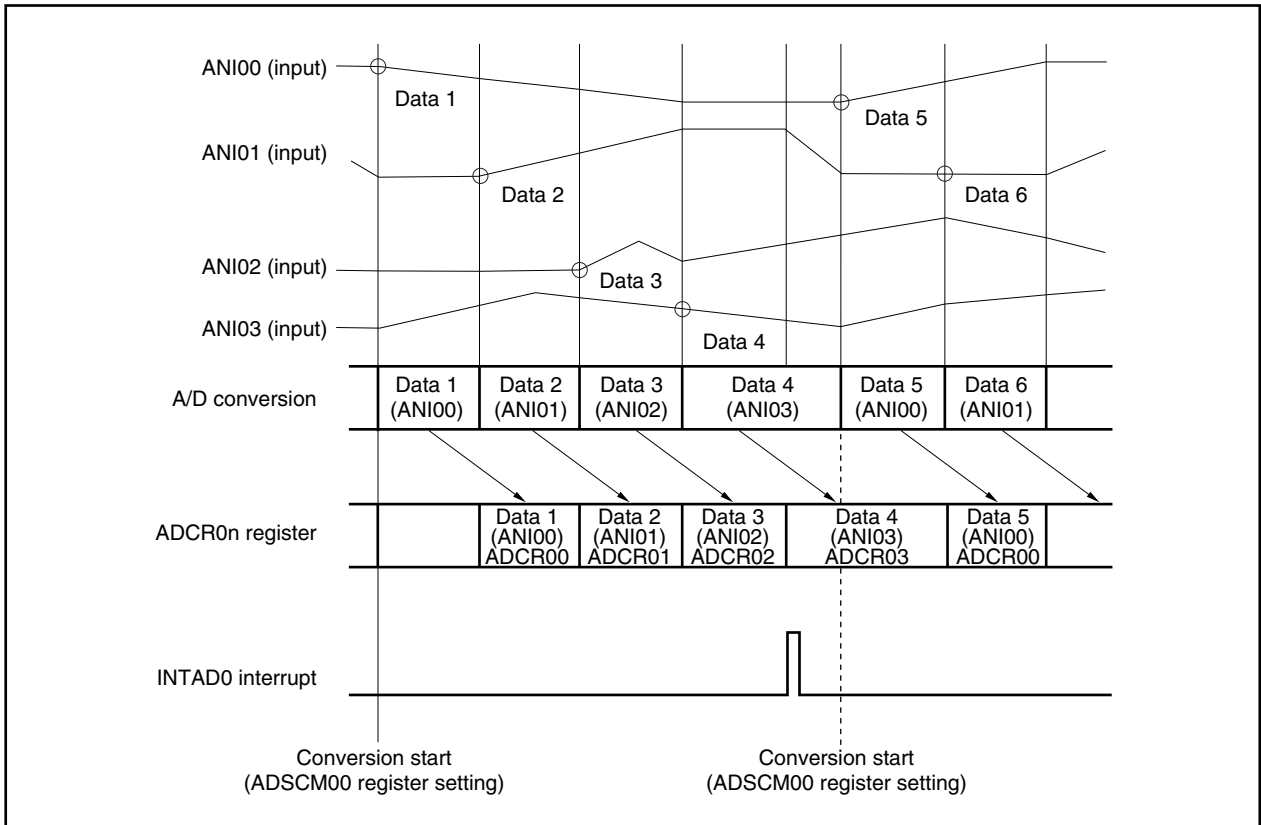 ANI00 (input)
Data 1
Data 5
ANI01 (input)
Data 2
Data 6
ANI02 (input)
Data 3
ANI03 (input)
Data 4
A/D conversion
Data 1
(ANI00)
Data 2
(ANI01)
Data 3
(ANI02)
Data 4
(ANI03)
Data 5
(ANI00)
Data 6
(ANI01)
ADCR0n register
Data 1
(ANI00)
ADCR00
Data 2
(ANI01)
ADCR01
Data 3
(ANI02)
ADCR02
Data 4
(ANI03)
ADCR03
Data 5
(ANI00)
ADCR00
INTAD0 interrupt
Conversion start
(ADSCM00 register setting)
Conversion start
(ADSCM00 register setting)